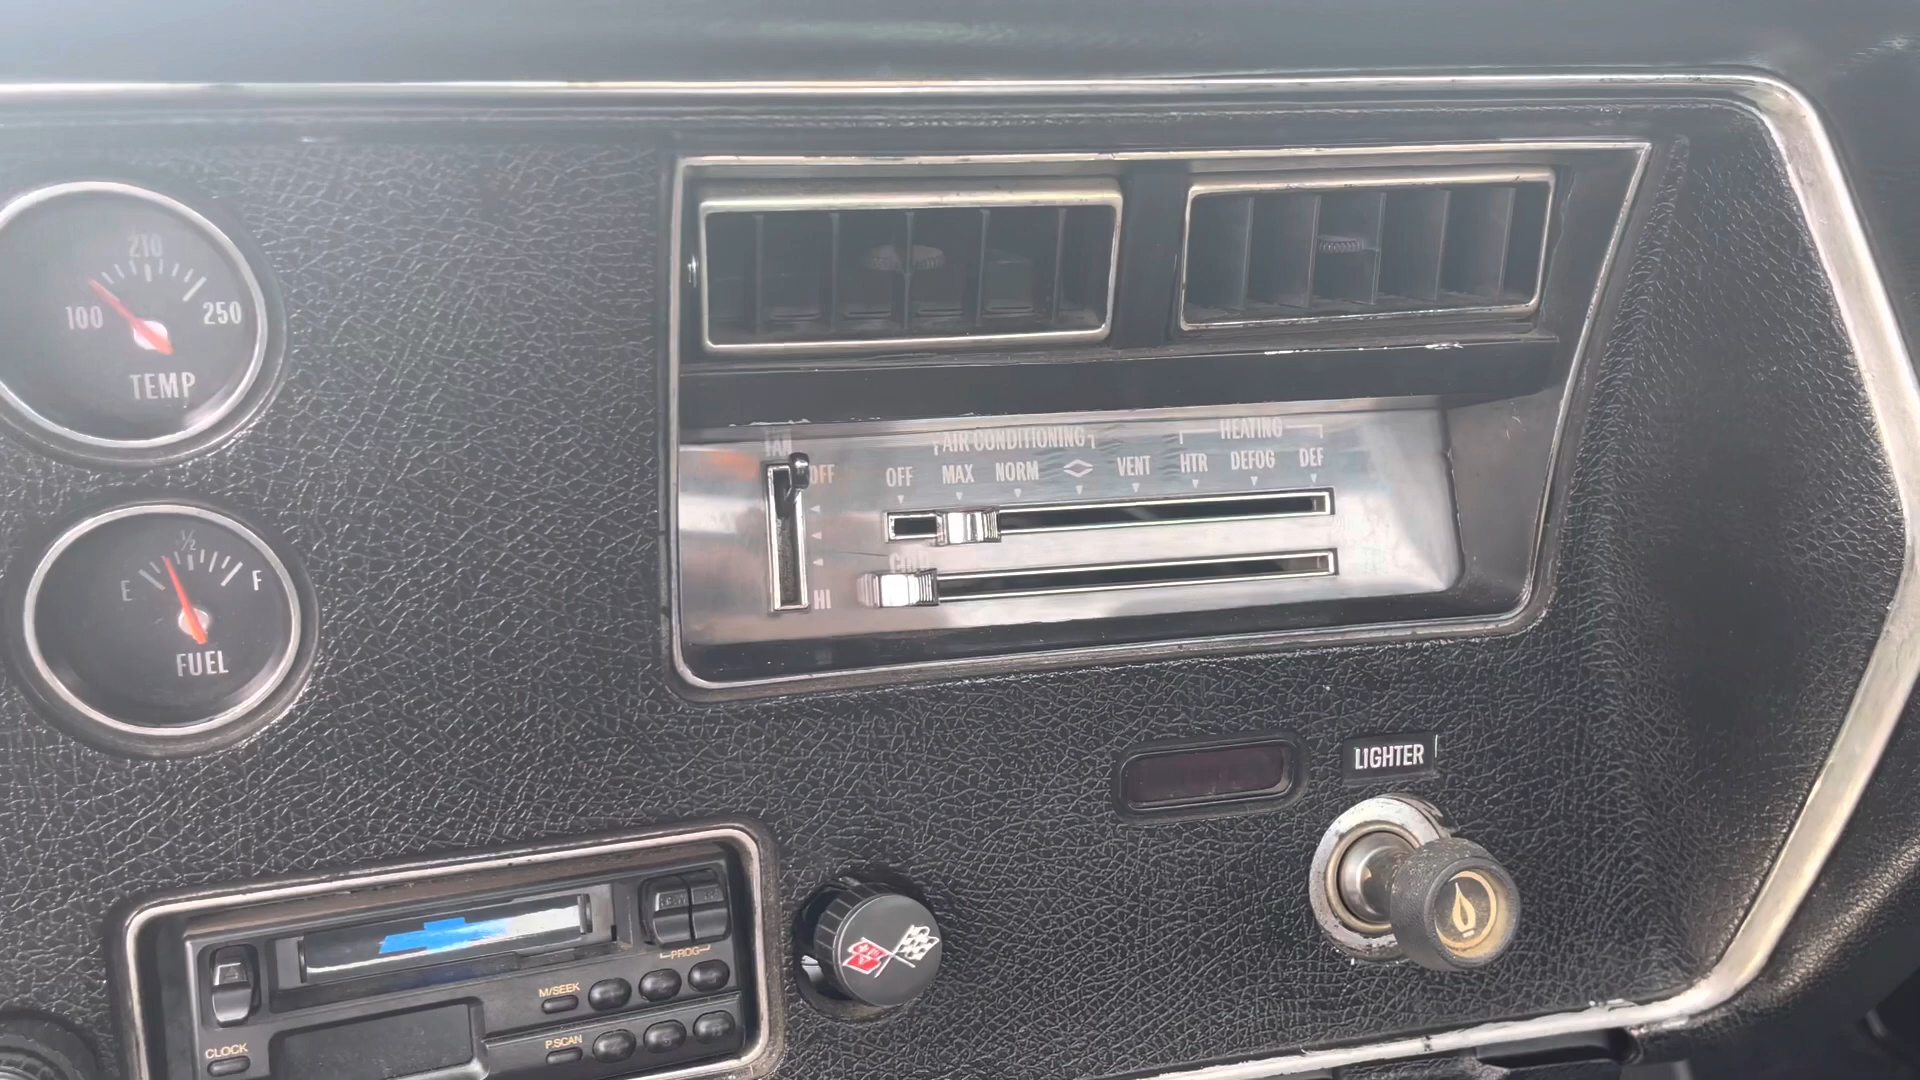 210
100 250
TEMP
½
E F
FUEL
FAN
OFF
HI
AIR CONDITIONING
HEATING
OFF MAX NORM VENT HTR DEFOG DEF
LIGHTER
PROG
M/SEEK
P.SCAN
CLOCK